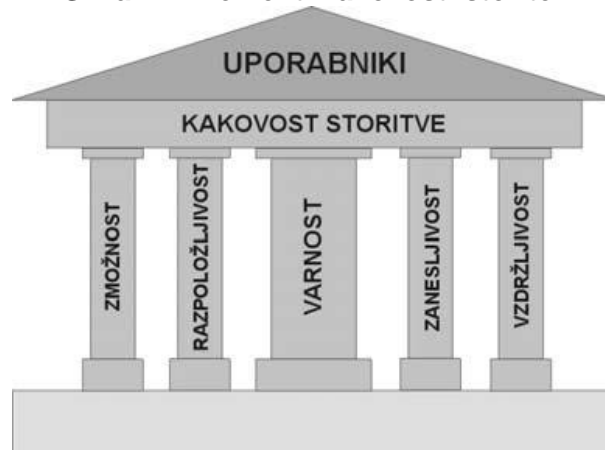 UPORABNIKI
KAKOVOST STORITVE
ZMOŽNOST
RAZPOLOŽLJIVOST
VARNOST
ZANESLJIVOST
VZDRŽLJIVOST